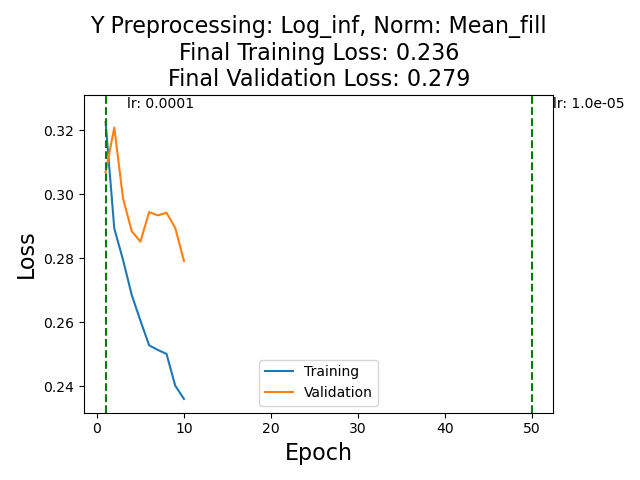 Y Preprocessing: Log_inf, Norm: Mean_fill
Final Training Loss: 0.236
Final Validation Loss: 0.279
lr: 0.0001
lr: 1.0e-05
0.32
0.30
0.28
0.26
0.24
Loss
Training
Validation
0
10
20
30
40
50
Epoch